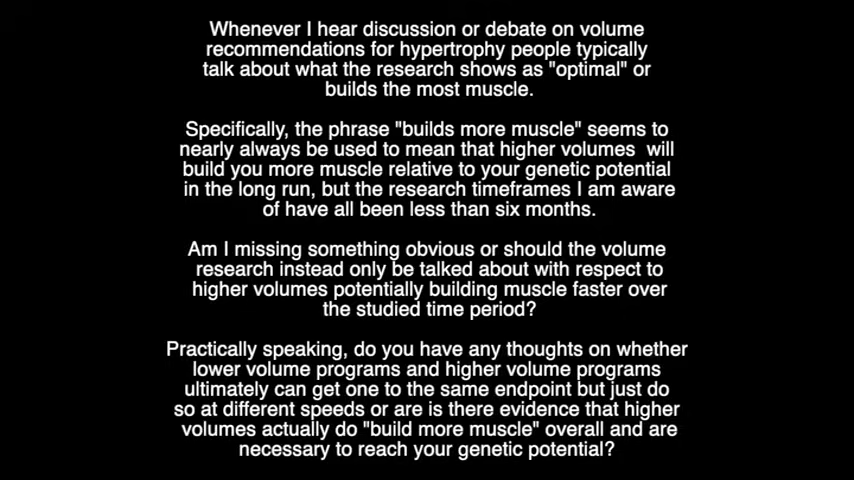 Whenever I hear discussion or debate on volume
recommendations for hypertrophy people typically
talk about what the research shows as "optimal" or
builds the most muscle.
Specifically, the phrase "builds more muscle" seems to
nearly always be used to mean that higher volumes will
build you more muscle relative to your genetic potential
in the long run, but the research timeframes I am aware
of have all been less than six months.
Am I missing something obvious or should the volume
research instead only be talked about with respect to
higher volumes potentially building muscle faster over
the studied time period?
Practically speaking, do you have any thoughts on whether
lower volume programs and higher volume programs
ultimately can get one to the same endpoint but just do
so at different speeds or are is there evidence that higher
volumes actually do "build more muscle" overall and are
necessary to reach your genetic potential?